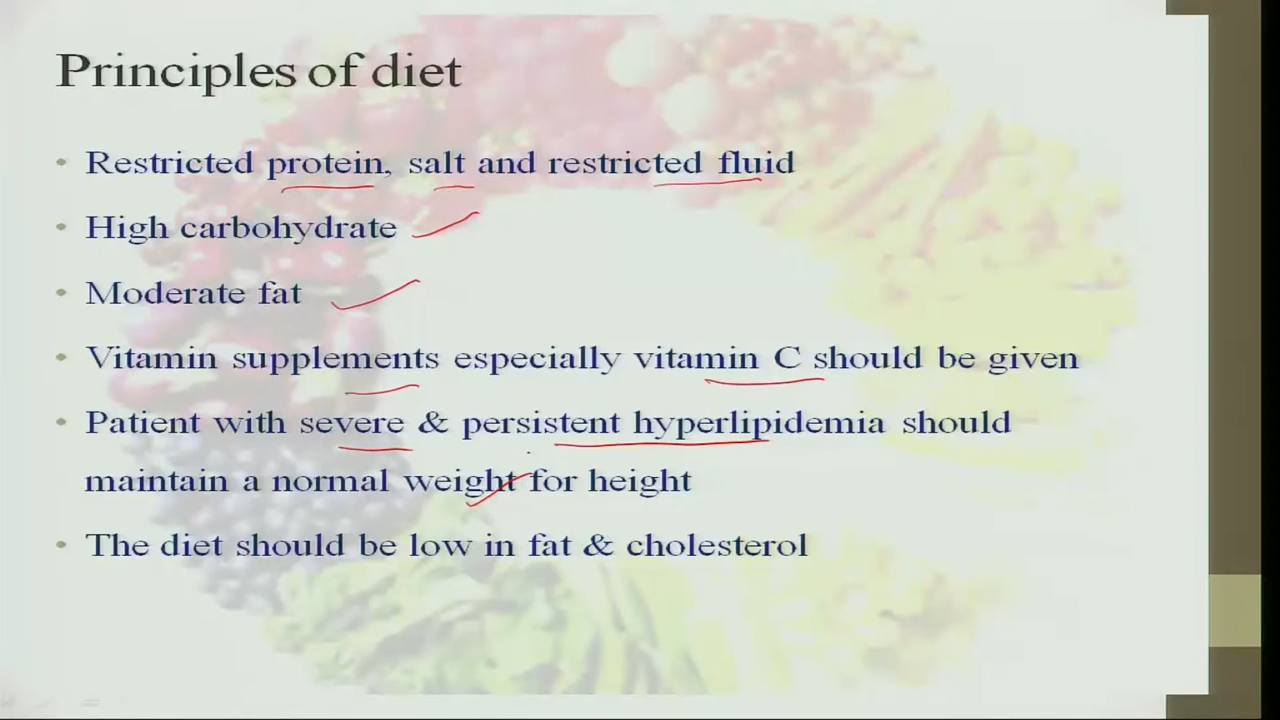 Principles of diet
• Restricted protein, salt and restricted fluid
• High carbohydrate
• Moderate fat
• Vitamin supplements especially vitamin C should be given
• Patient with severe & persistent hyperlipidemia should
maintain a normal weight for height
• The diet should be low in fat & cholesterol